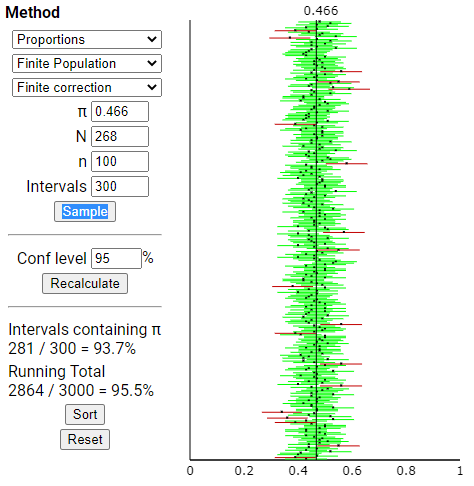 Method
Proportions
Finite Population
Finite correction
π 0.466
N 268
n 100
Intervals 300
Sample
Conf level 95 %
Recalculate
Intervals containing π
281 / 300 = 93.7%
Running Total
2864 / 3000 = 95.5%
Sort
Reset
0.466
0 0.2 0.4 0.6 0.8 1